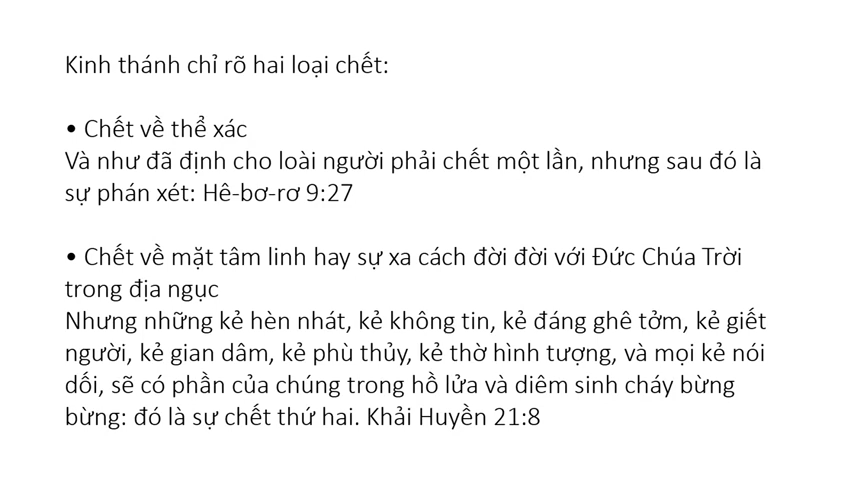 Kinh thánh chỉ rõ hai loại chết:
• Chết về thể xác
Và như đã định cho loài người phải chết một lần, nhưng sau đó là
sự phán xét: Hê-bơ-rơ 9:27
• Chết về mặt tâm linh hay sự xa cách đời đời với Đức Chúa Trời
trong địa ngục
Nhưng những kẻ hèn nhát, kẻ không tin, kẻ đáng ghê tởm, kẻ giết
người, kẻ gian dâm, kẻ phù thủy, kẻ thờ hình tượng, và mọi kẻ nói
dối, sẽ có phần của chúng trong hồ lửa và diêm sinh cháy bừng
bừng: đó là sự chết thứ hai. Khải Huyền 21:8